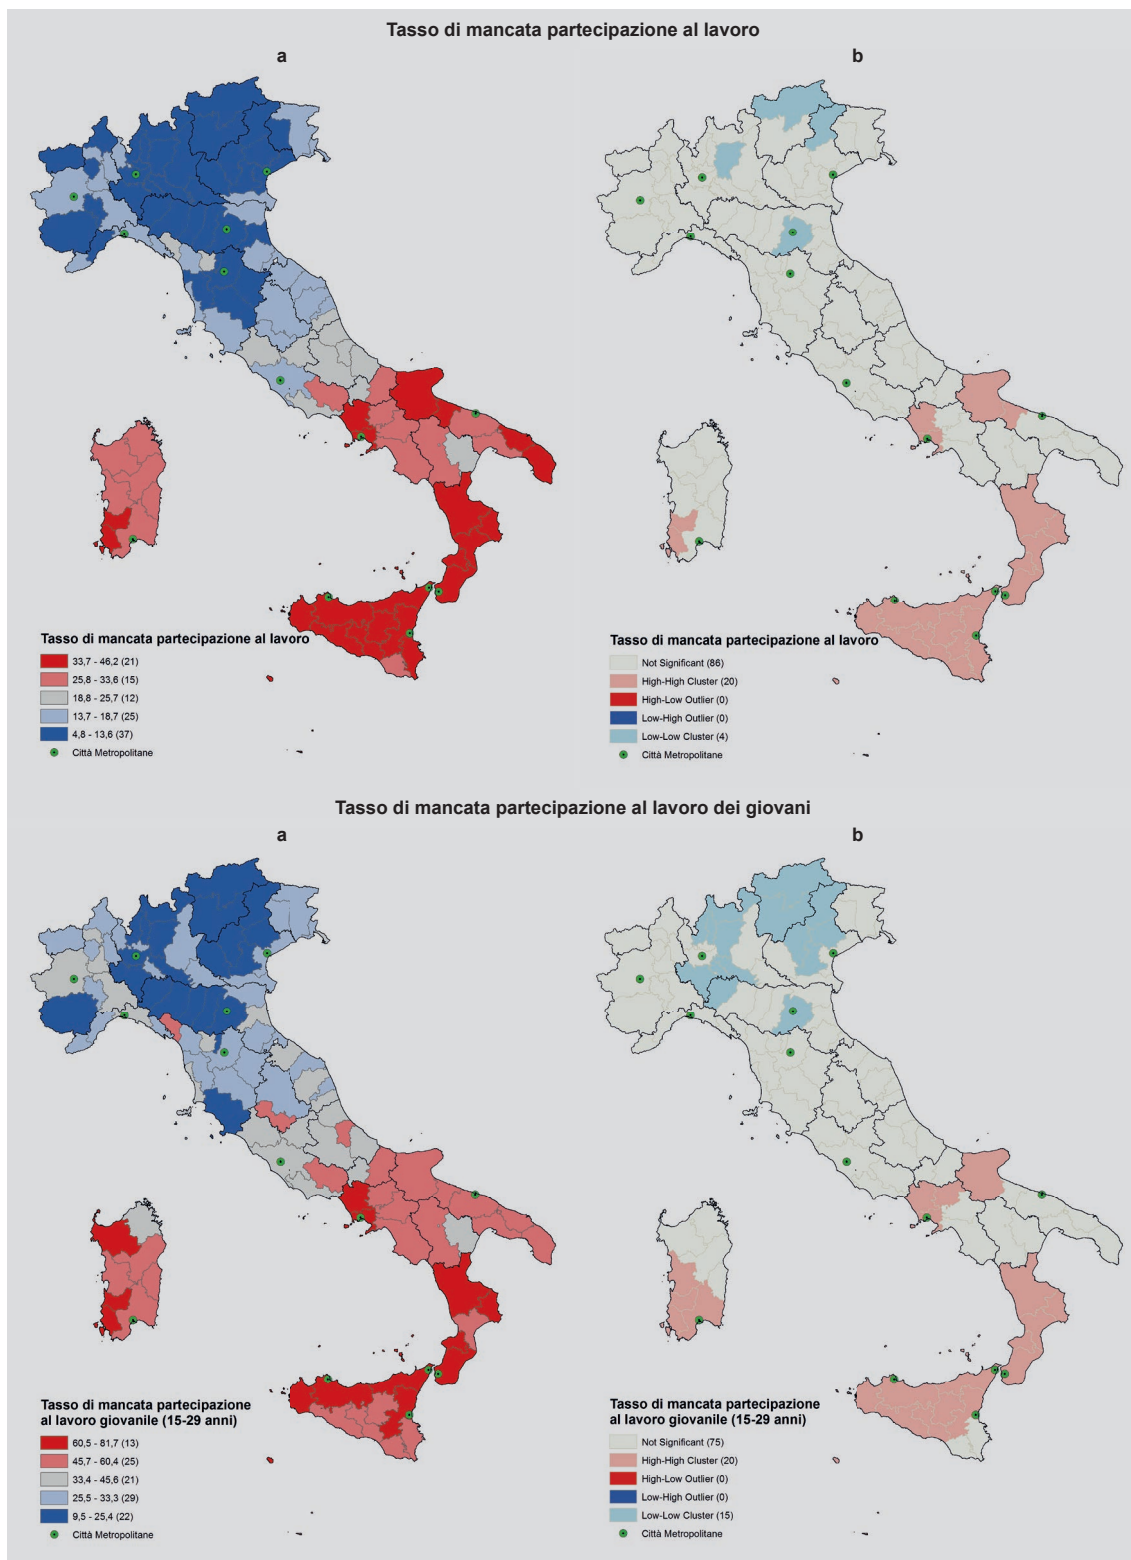 Tasso di mancata partecipazione al lavoro
a
b
Tasso di mancata partecipazione al lavoro
33,7 - 46,2 (21)
25,8 - 33,6 (15)
18,8 - 25,7 (12)
13,7 - 18,7 (25)
4,8 - 13,6 (37)
Città Metropolitane
Tasso di mancata partecipazione al lavoro
Not Significant (86)
High-High Cluster (20)
High-Low Outlier (0)
Low-High Outlier (0)
Low-Low Cluster (4)
Città Metropolitane
Tasso di mancata partecipazione al lavoro dei giovani
a
b
Tasso di mancata partecipazione
al lavoro giovanile (15-29 anni)
60,5 - 81,7 (13)
45,7 - 60,4 (25)
33,4 - 45,6 (21)
25,5 - 33,3 (29)
9,5 - 25,4 (22)
Città Metropolitane
Tasso di mancata partecipazione
al lavoro giovanile (15-29 anni)
Not Significant (75)
High-High Cluster (20)
High-Low Outlier (0)
Low-High Outlier (0)
Low-Low Cluster (15)
Città Metropolitane